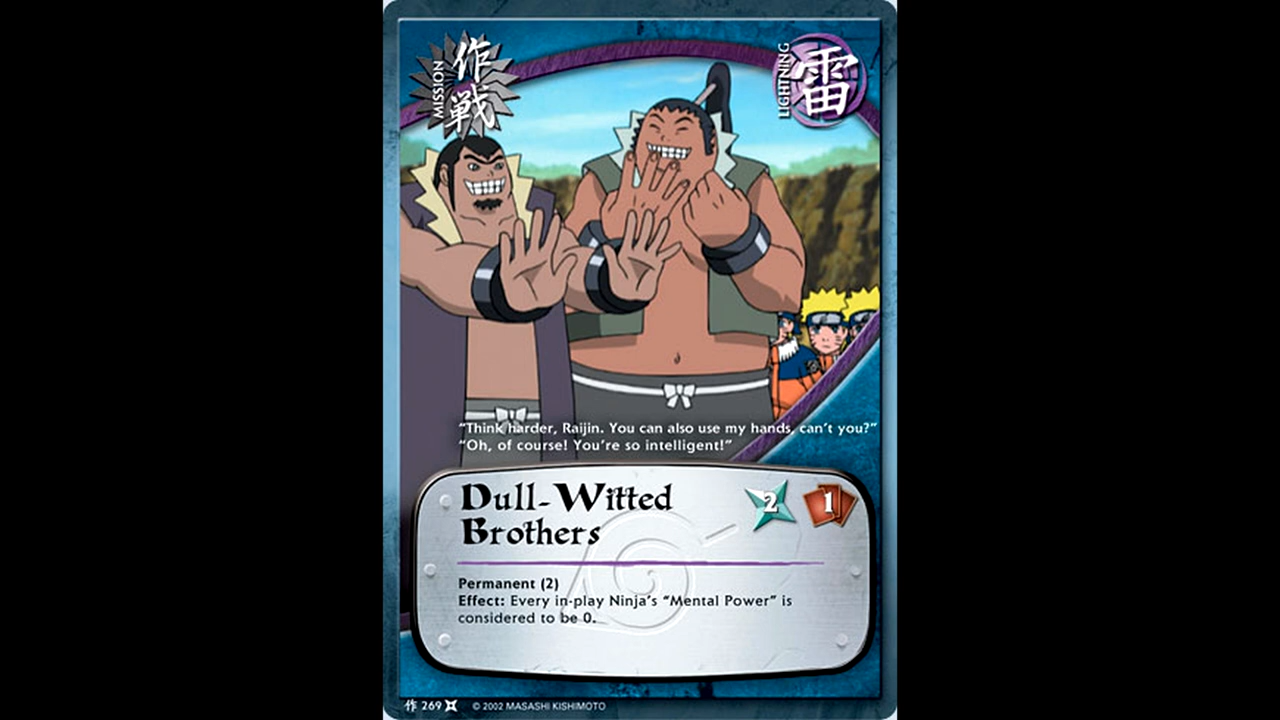 MISSION
作戦
LIGHTNING
雷
“Think harder, Raijin. You can also use my hands, can’t you?”
“Oh, of course! You’re so intelligent!”
Dull-Witted
Brothers
2
1
Permanent (2)
Effect: Every in-play Ninja’s “Mental Power” is
considered to be 0.
作 269
© 2002 MASASHI KISHIMOTO